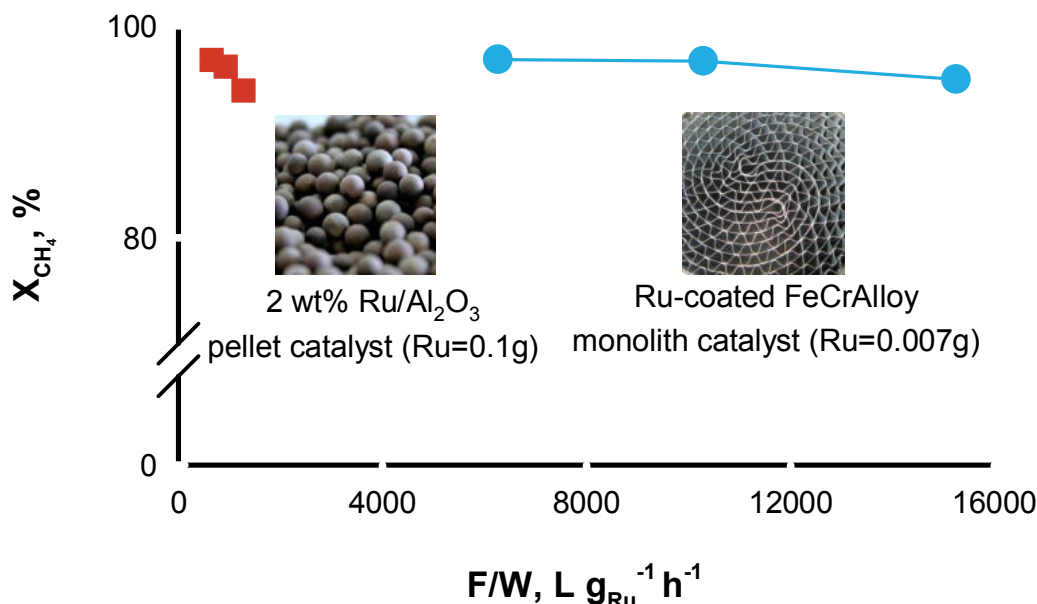 100
80
0
X_CH₄, %
2 wt% Ru/Al₂O₃
pellet catalyst (Ru=0.1g)
Ru-coated FeCrAlloy
monolith catalyst (Ru=0.007g)
0 4000 8000 12000 16000
F/W, L g_Ru⁻¹ h⁻¹